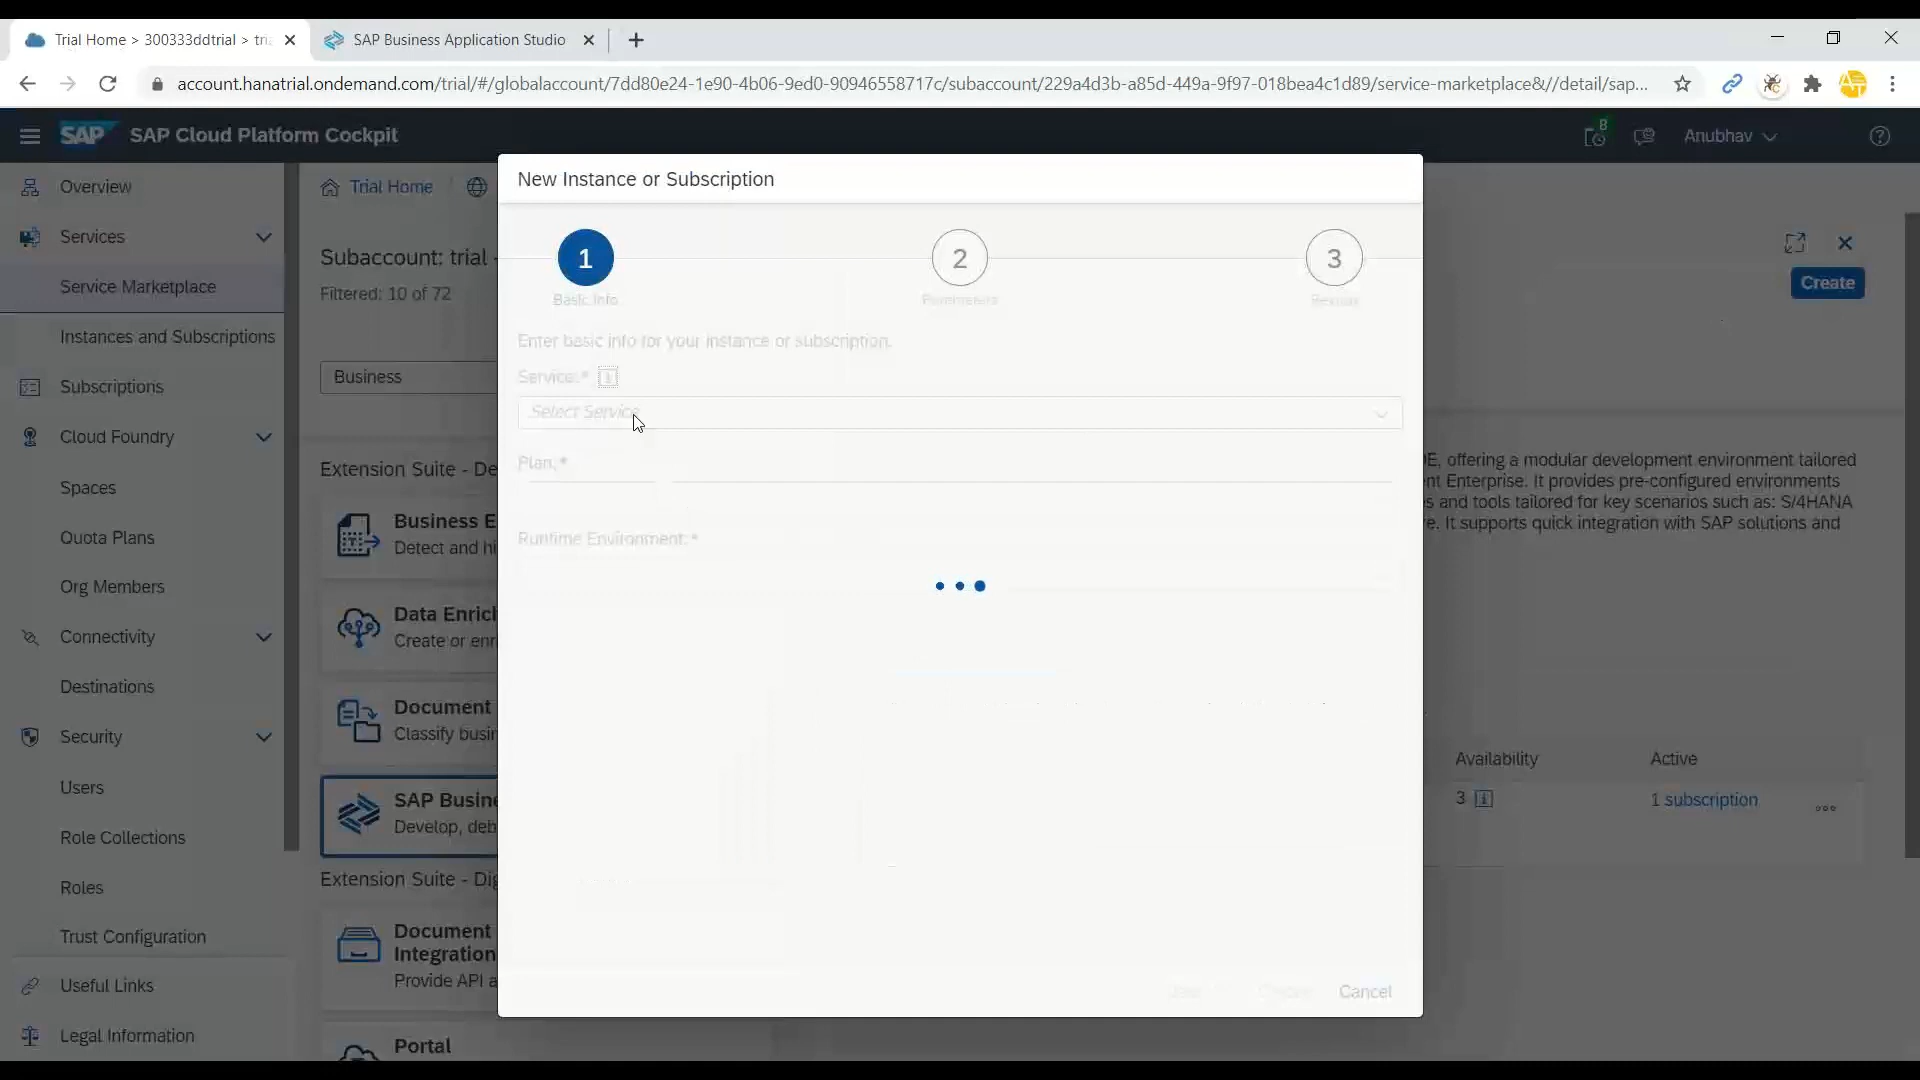 Trial Home > 300333ddtrial > tri
SAP Business Application Studio
account.hanatrial.ondemand.com/trial/#/globalaccount/7dd80e24-1e90-4b06-9ed0-90946558717c/subaccount/229a4d3b-a85d-449a-9f97-018bea4c1d89/service-marketplace&//detail/sap...
SAP
SAP Cloud Platform Cockpit
8
Anubhav
Overview
Services
Service Marketplace
Instances and Subscriptions
Subscriptions
Cloud Foundry
Spaces
Quota Plans
Org Members
Connectivity
Destinations
Security
Users
Role Collections
Roles
Trust Configuration
Useful Links
Legal Information
Trial Home
Subaccount: trial -
Filtered: 10 of 72
Business
Extension Suite - De
Business E
Detect and hi
Data Enrich
Create or enri
Document
Classify busin
SAP Busine
Develop, deb
Extension Suite - Dig
Document
Integration
Provide API a
Portal
New Instance or Subscription
1
2
3
Basic Info
Parameters
Review
Enter basic info for your instance or subscription.
Service:*
Select Service
Plan:*
Runtime Environment:*
Cancel
Create
DE, offering a modular development environment tailored
nt Enterprise. It provides pre-configured environments
s and tools tailored for key scenarios such as: S/4HANA
e. It supports quick integration with SAP solutions and
Availability
Active
3
1 subscription